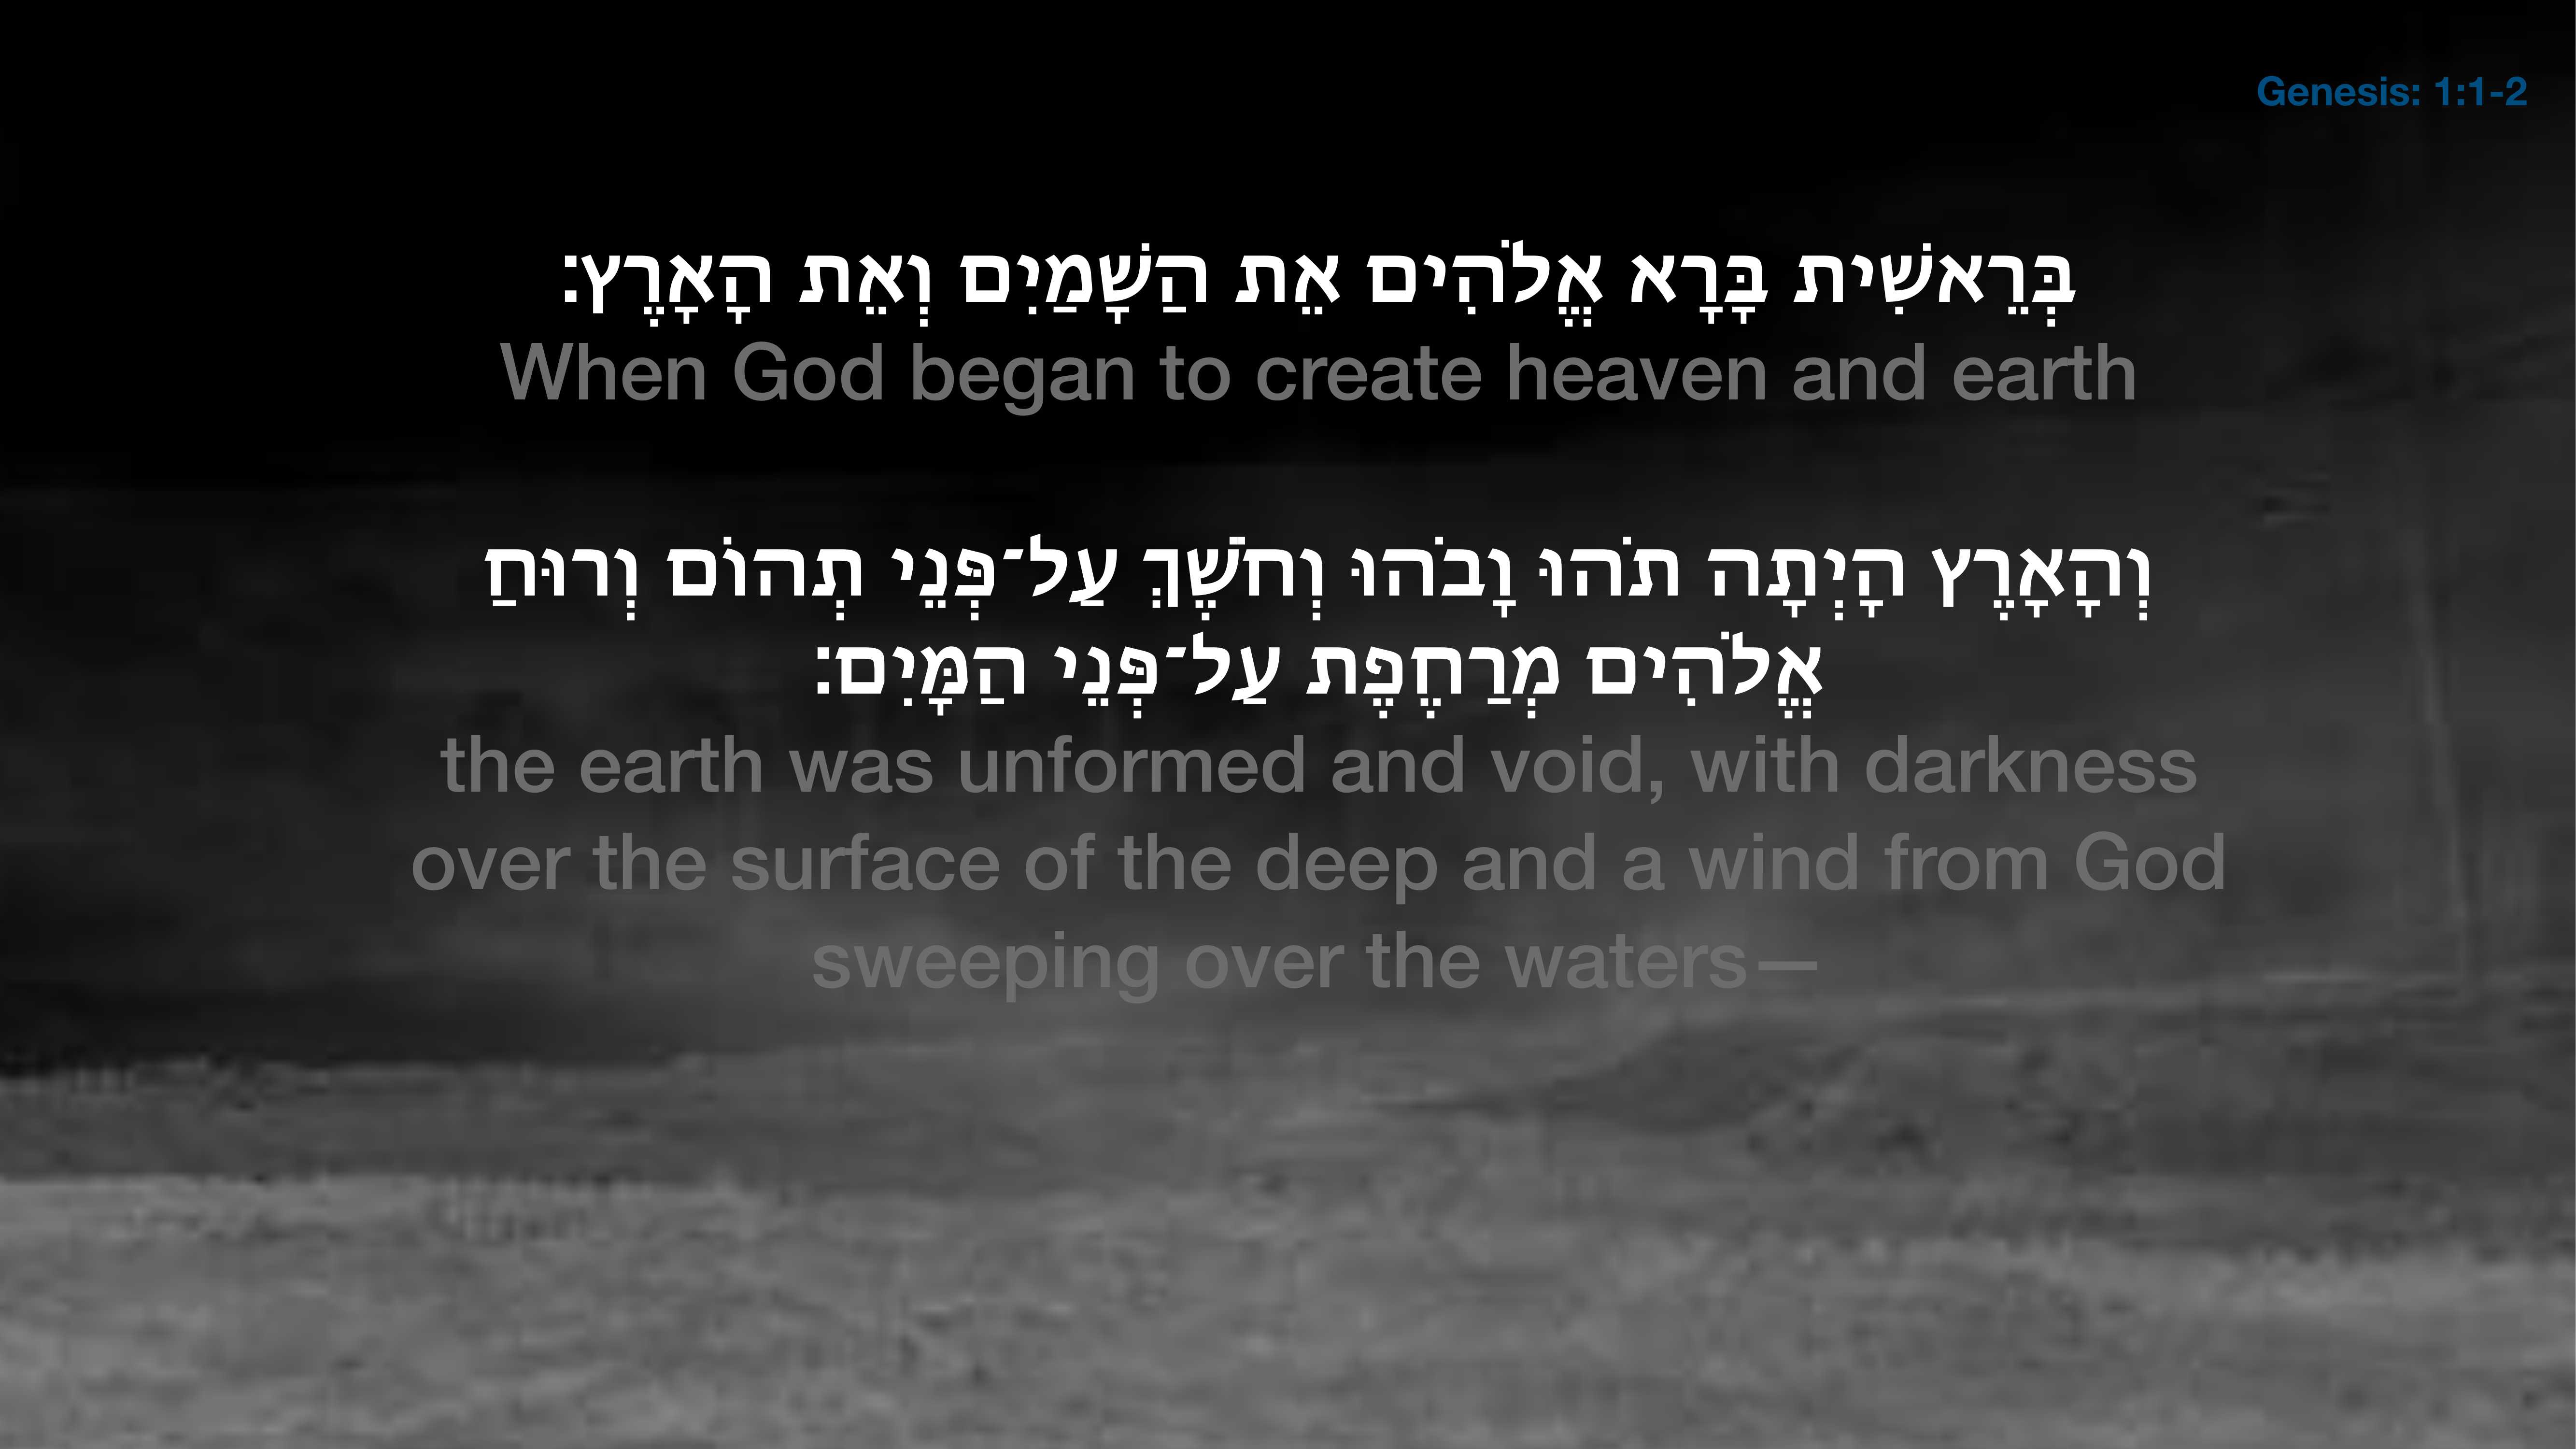 Genesis: 1:1-2
בְּרֵאשִׁית בָּרָא אֱלֹהִים אֵת הַשָּׁמַיִם וְאֵת הָאָרֶץ׃
When God began to create heaven and earth
וְהָאָרֶץ הָיְתָה תֹהוּ וָבֹהוּ וְחֹשֶׁךְ עַל־פְּנֵי תְהוֹם וְרוּחַ
אֱלֹהִים מְרַחֶפֶת עַל־פְּנֵי הַמָּיִם׃
the earth was unformed and void, with darkness
over the surface of the deep and a wind from God
sweeping over the waters—